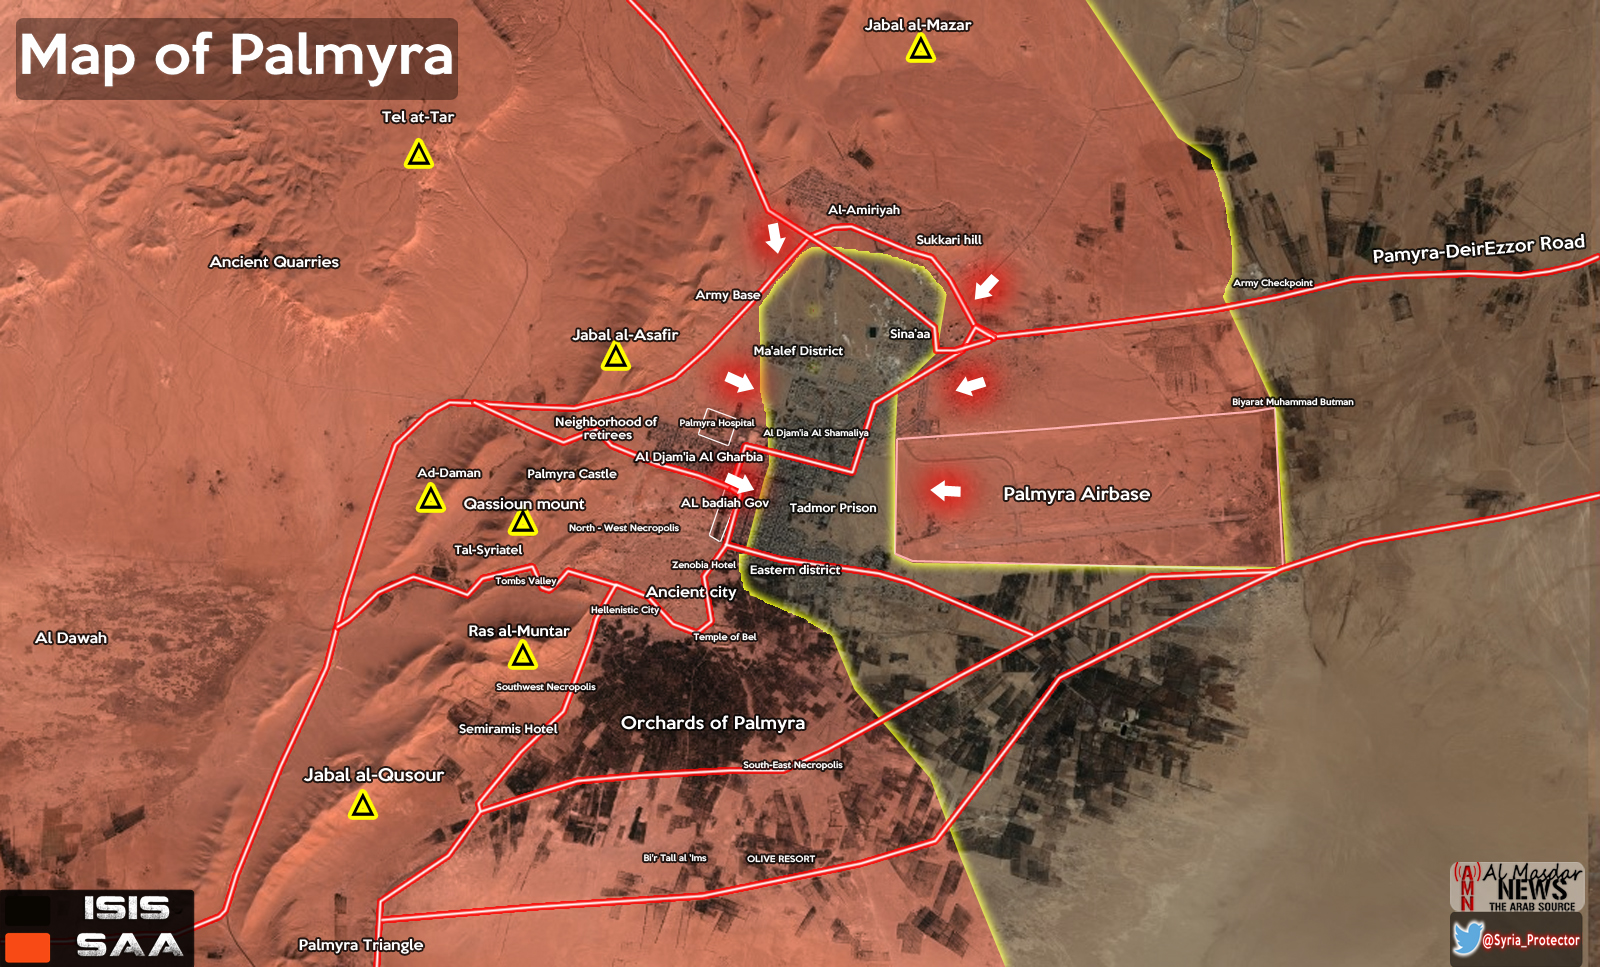 Map of Palmyra
Jabal al-Mazar
Tel at-Tar
Al-Amiriyah
Sukkari hill
Pamyra-DeirEzzor Road
Ancient Quarries
Army Checkpoint
Army Base
Jabal al-Asafir
Sina'aa
Ma'alef District
Biyarat Muhammad Butman
Neighborhood of
retirees
Palmyra Hospital
Al Djam'ia Al Shamaliya
Al Djam'ia Al Gharbia
Ad-Daman
Palmyra Castle
Palmyra Airbase
Qassioun mount
AL badiah Gov
Tadmor Prison
North - West Necropolis
Tal-Syriatel
Zenobia Hotel
Eastern district
Tombs Valley
Ancient city
Hellenistic City
Al Dawah
Ras al-Muntar
Temple of Bel
Southwest Necropolis
Orchards of Palmyra
Semiramis Hotel
South-East Necropolis
Jabal al-Qusour
Bi'r Tall al 'Ims
OLIVE RESORT
Palmyra Triangle
ISIS
SAA
AMN
Al Masdar
NEWS
THE ARAB SOURCE
@Syria_Protector